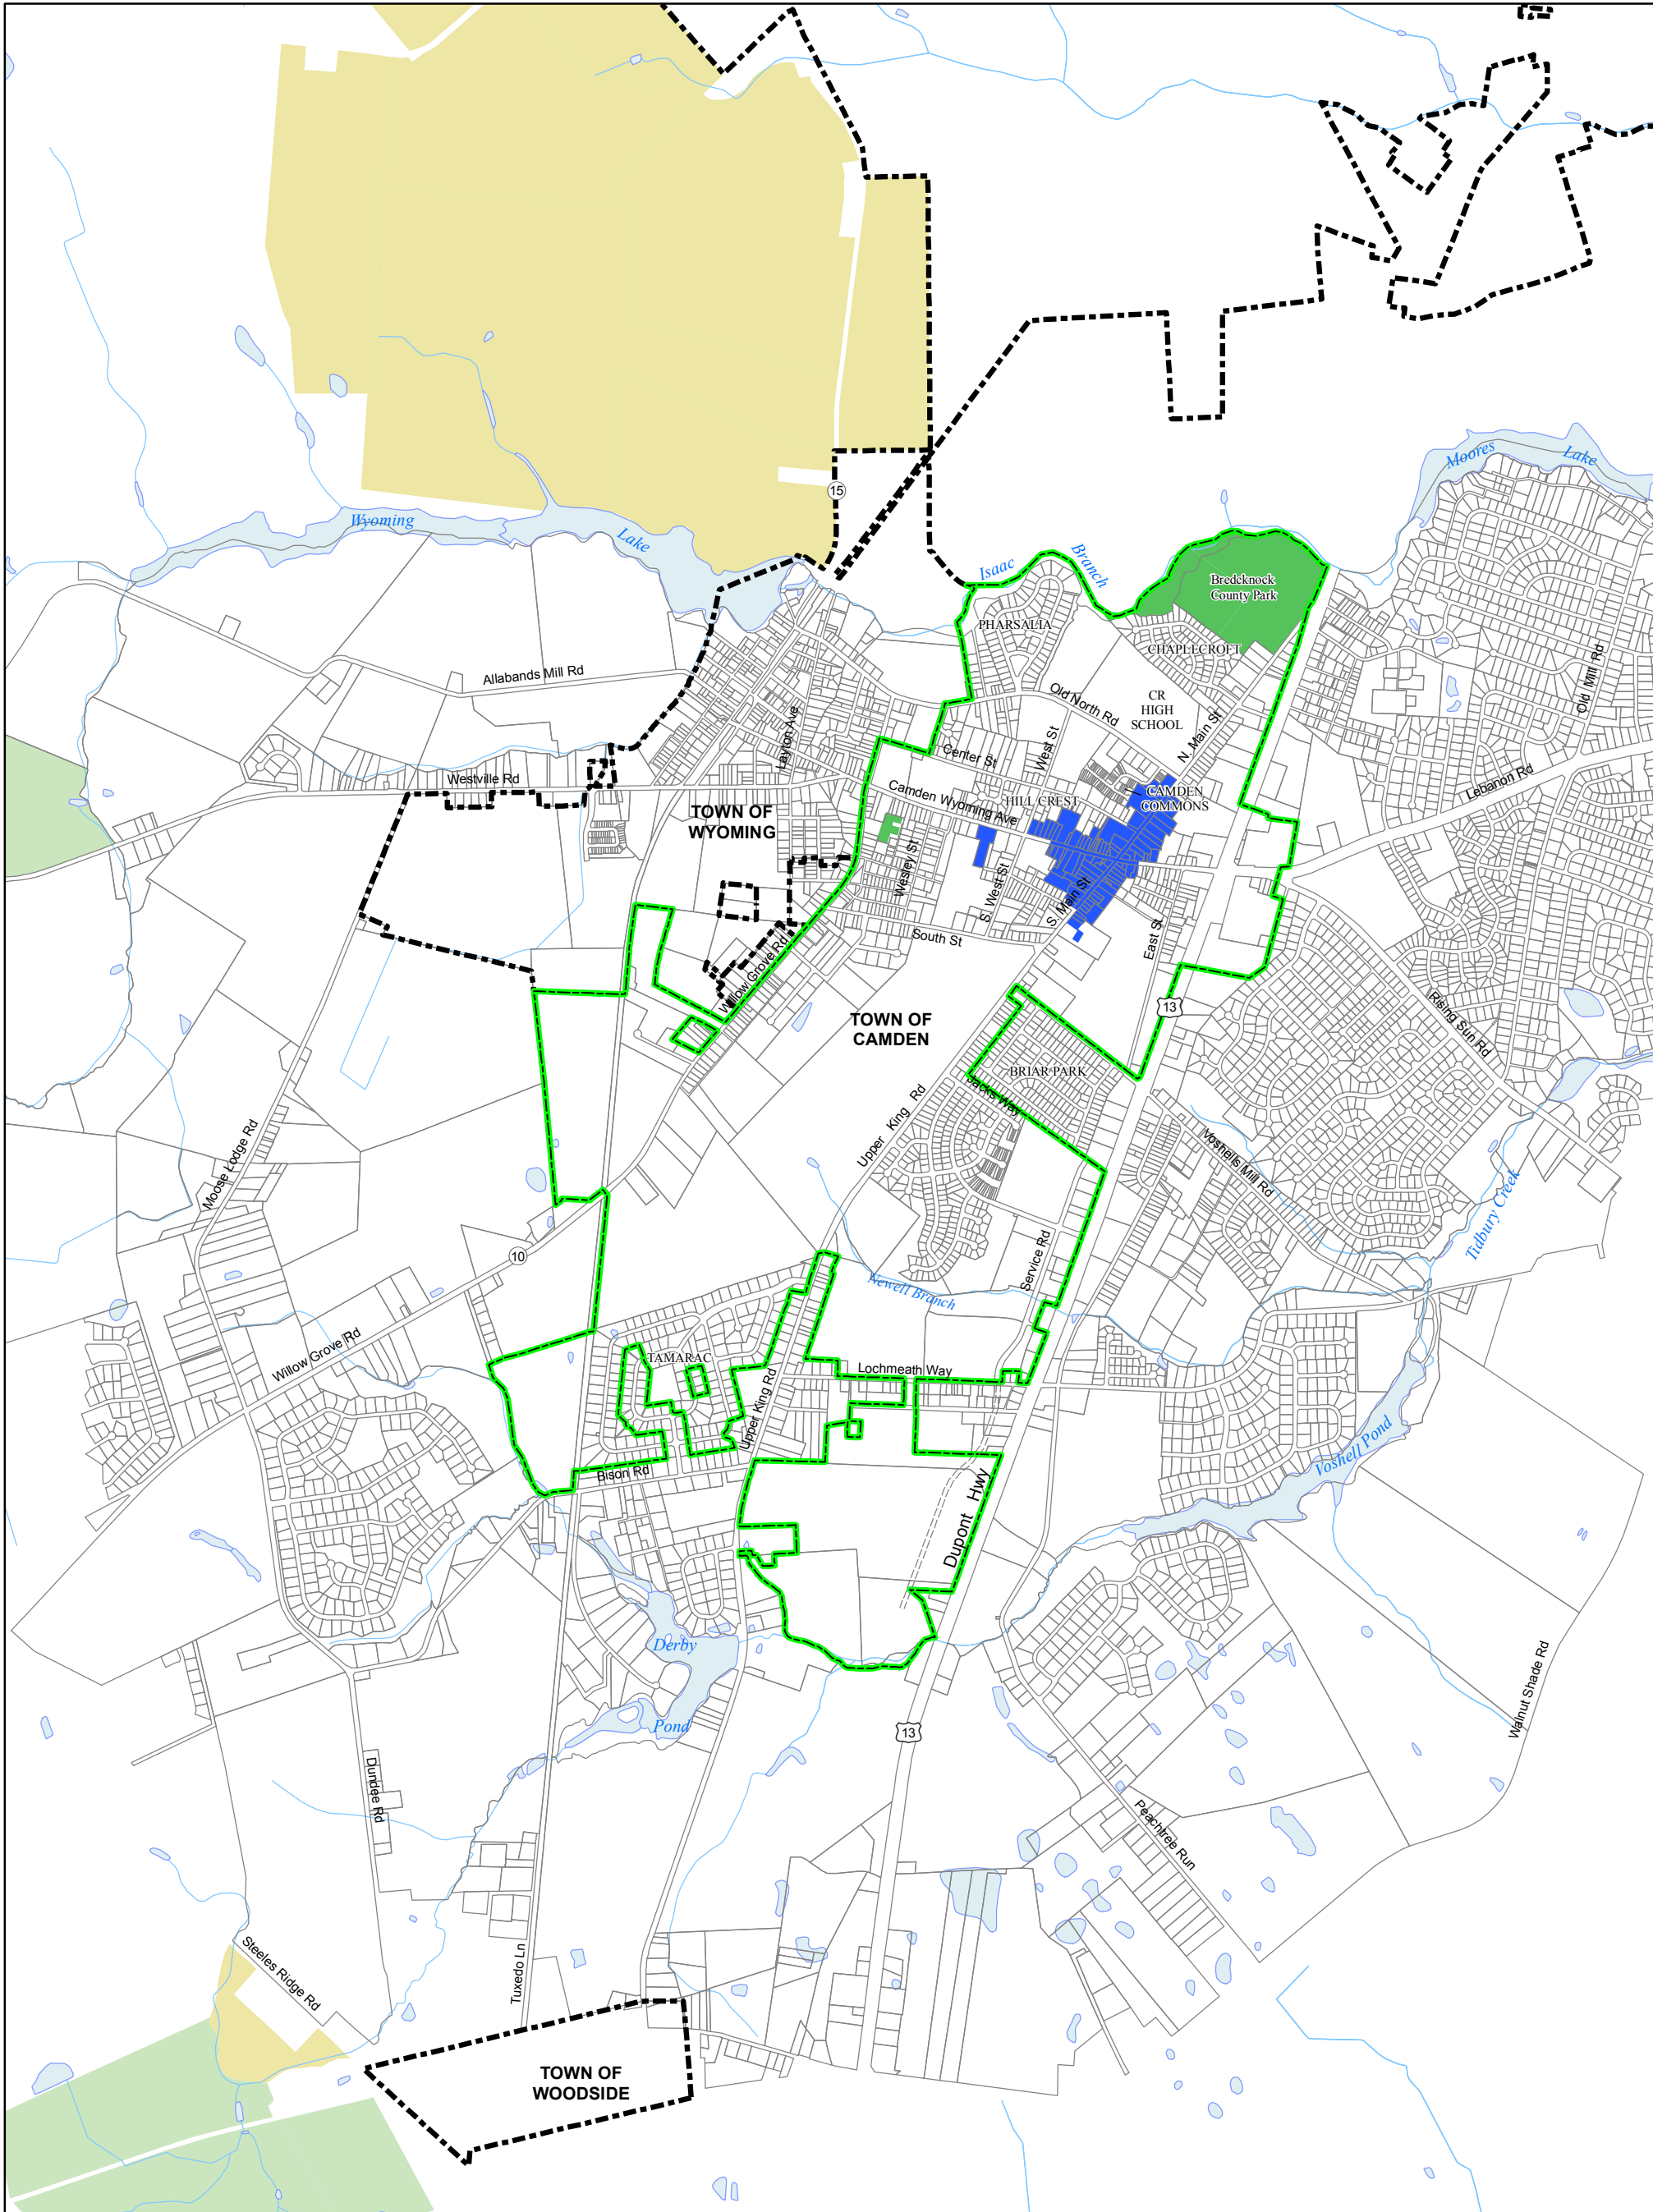 15
Moores
Lake
Wyoming
Lake
Isaac
Branch
Bredcknock
County Park
PHARSALIA
CHAPLECROFT
Old Mill Rd
Allabands Mill Rd
Old North Rd
CR
HIGH
SCHOOL
N. Main St
Layton Ave
West St
Center St
Westville Rd
Lebanon Rd
Camden Wyoming Ave
HILL CREST
CAMDEN
COMMONS
TOWN OF
WYOMING
Wesley St
S. West St
S. Main St
South St
East St
Willow Grove Rd
13
Rising Sun Rd
TOWN OF
CAMDEN
BRIAR PARK
Jacks Way
Upper King Rd
Moose Lodge Rd
Voshells Mill Rd
Tidbury Creek
10
Service Rd
Newell Branch
Willow Grove Rd
TAMARAC
Lochmeath Way
Upper King Rd
Bison Rd
Voshell Pond
Dupont Hwy
Derby
Pond
Walnut Shade Rd
13
Dundee Rd
Peachtree Run
Steeles Ridge Rd
Tuxedo Ln
TOWN OF
WOODSIDE